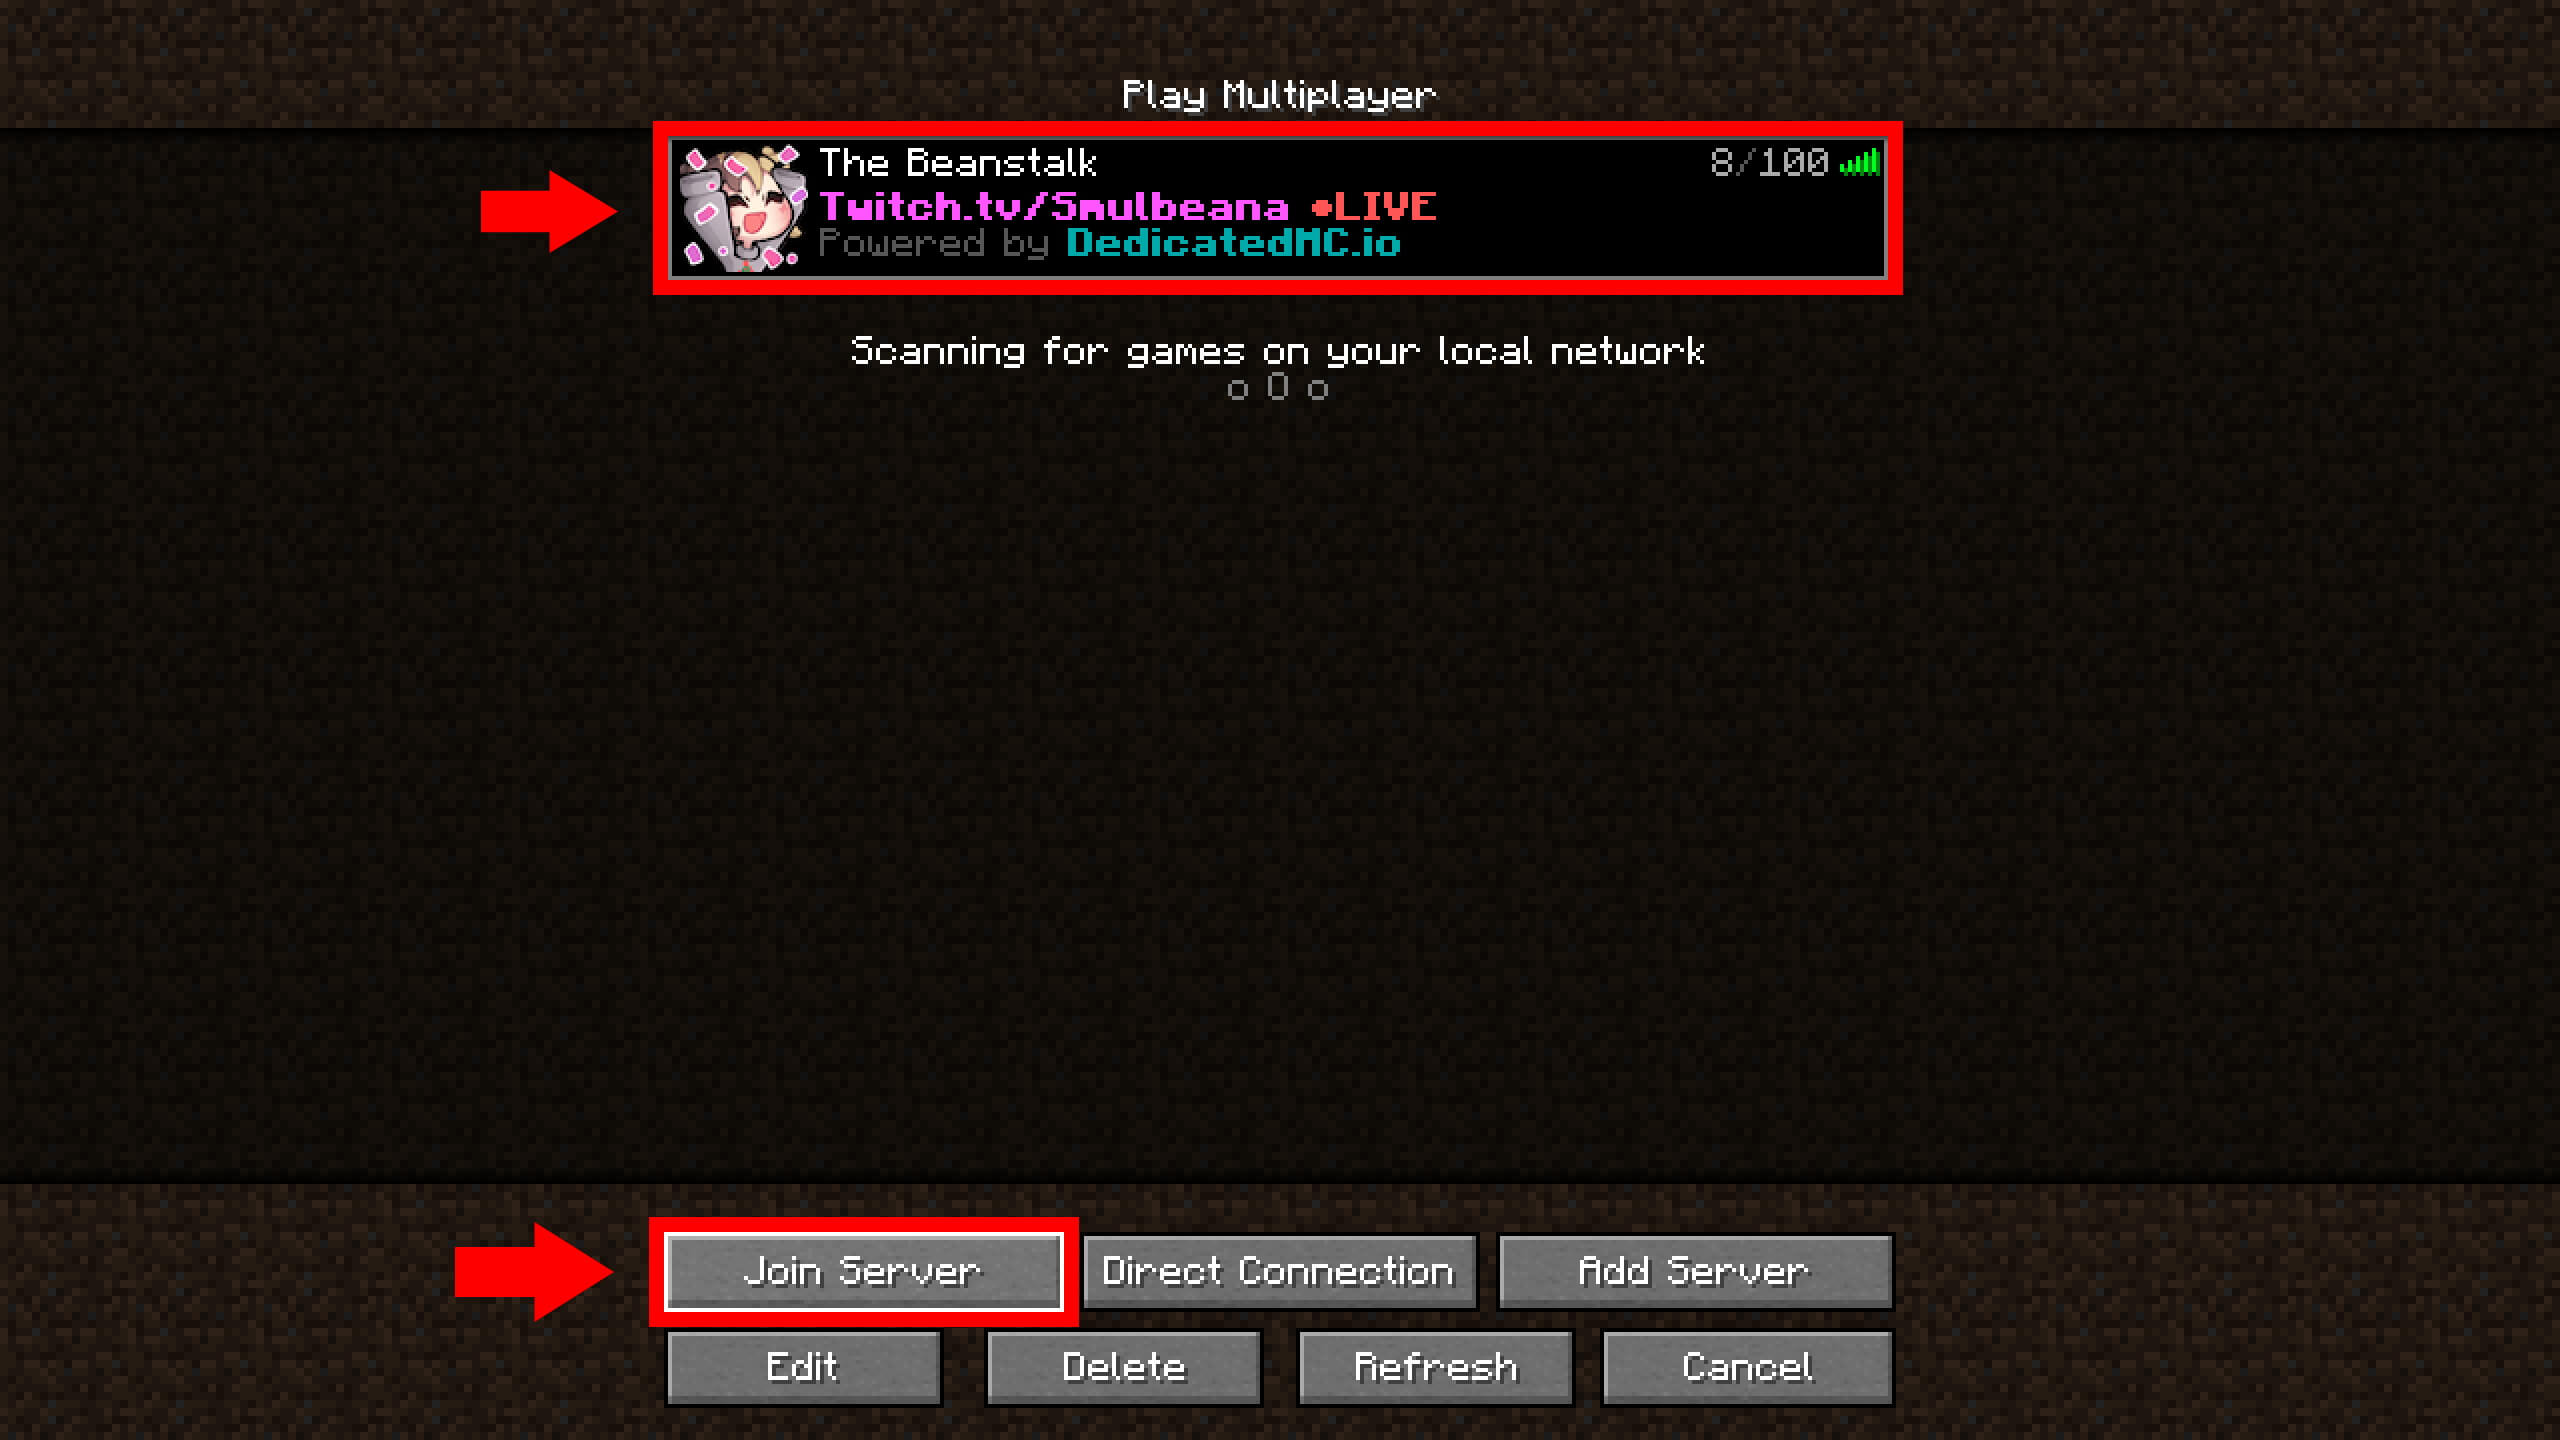 Play Multiplayer
The Beanstalk 8/100
Twitch.tv/Smulbeana ●LIVE
Powered by DedicatedMC.io
Scanning for games on your local network
o O o
Join Server Direct Connection Add Server
Edit Delete Refresh Cancel